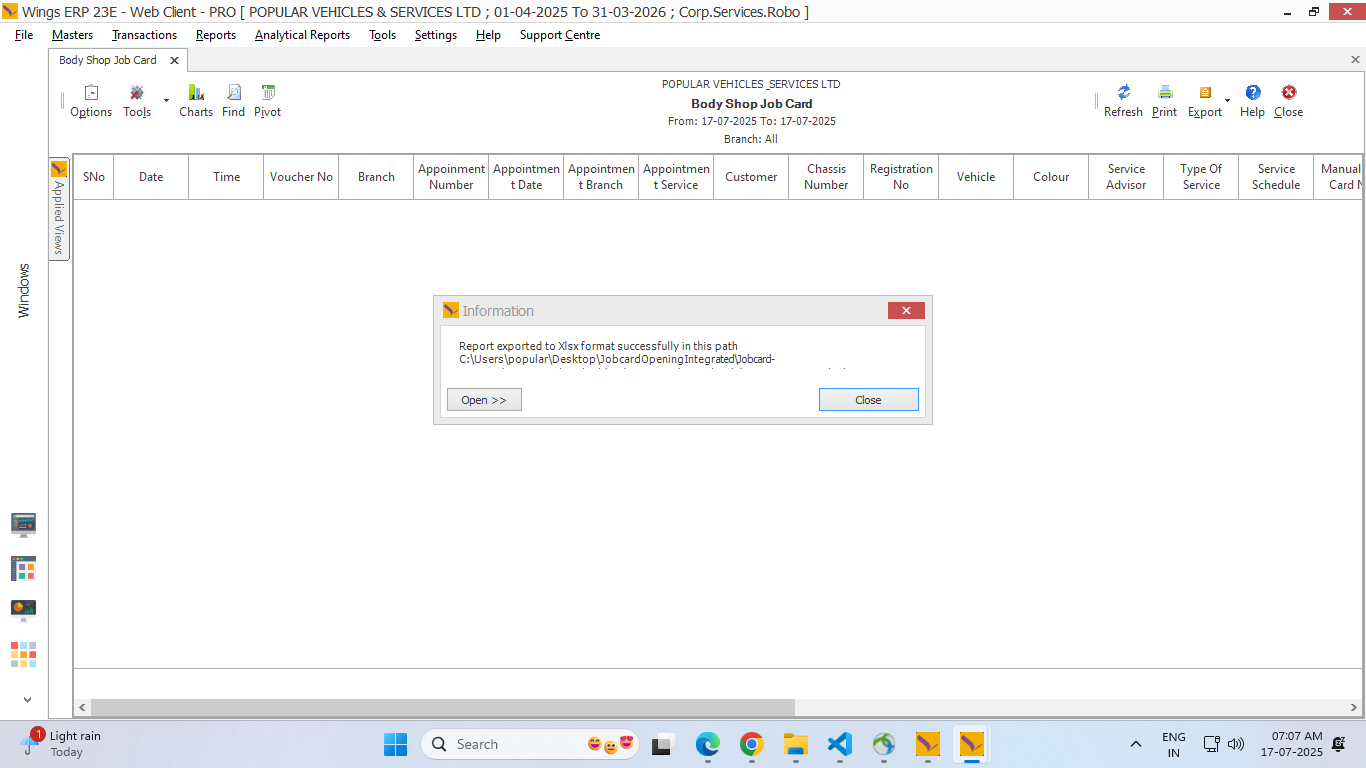 Wings ERP 23E - Web Client - PRO [ POPULAR VEHICLES & SERVICES LTD ; 01-04-2025 To 31-03-2026 ; Corp.Services.Robo ]
File Masters Transactions Reports Analytical Reports Tools Settings Help Support Centre
Body Shop Job Card
Options Tools Charts Find Pivot
POPULAR VEHICLES_SERVICES LTD
Body Shop Job Card
From: 17-07-2025 To: 17-07-2025
Branch: All
Refresh Print Export Help Close
Applied Views
Windows
SNo
Date
Time
Voucher No
Branch
Appoinment
Number
Appointmen
t Date
Appointmen
t Branch
Appointmen
t Service
Customer
Chassis
Number
Registration
No
Vehicle
Colour
Service
Advisor
Type Of
Service
Service
Schedule
Manual
Card N
Information
Report exported to Xlsx format successfully in this path
C:\Users\popular\Desktop\JobcardOpeningIntegrated\Jobcard-
Open >>
Close
1
Light rain
Today
Search
ENG
IN
07:07 AM
17-07-2025